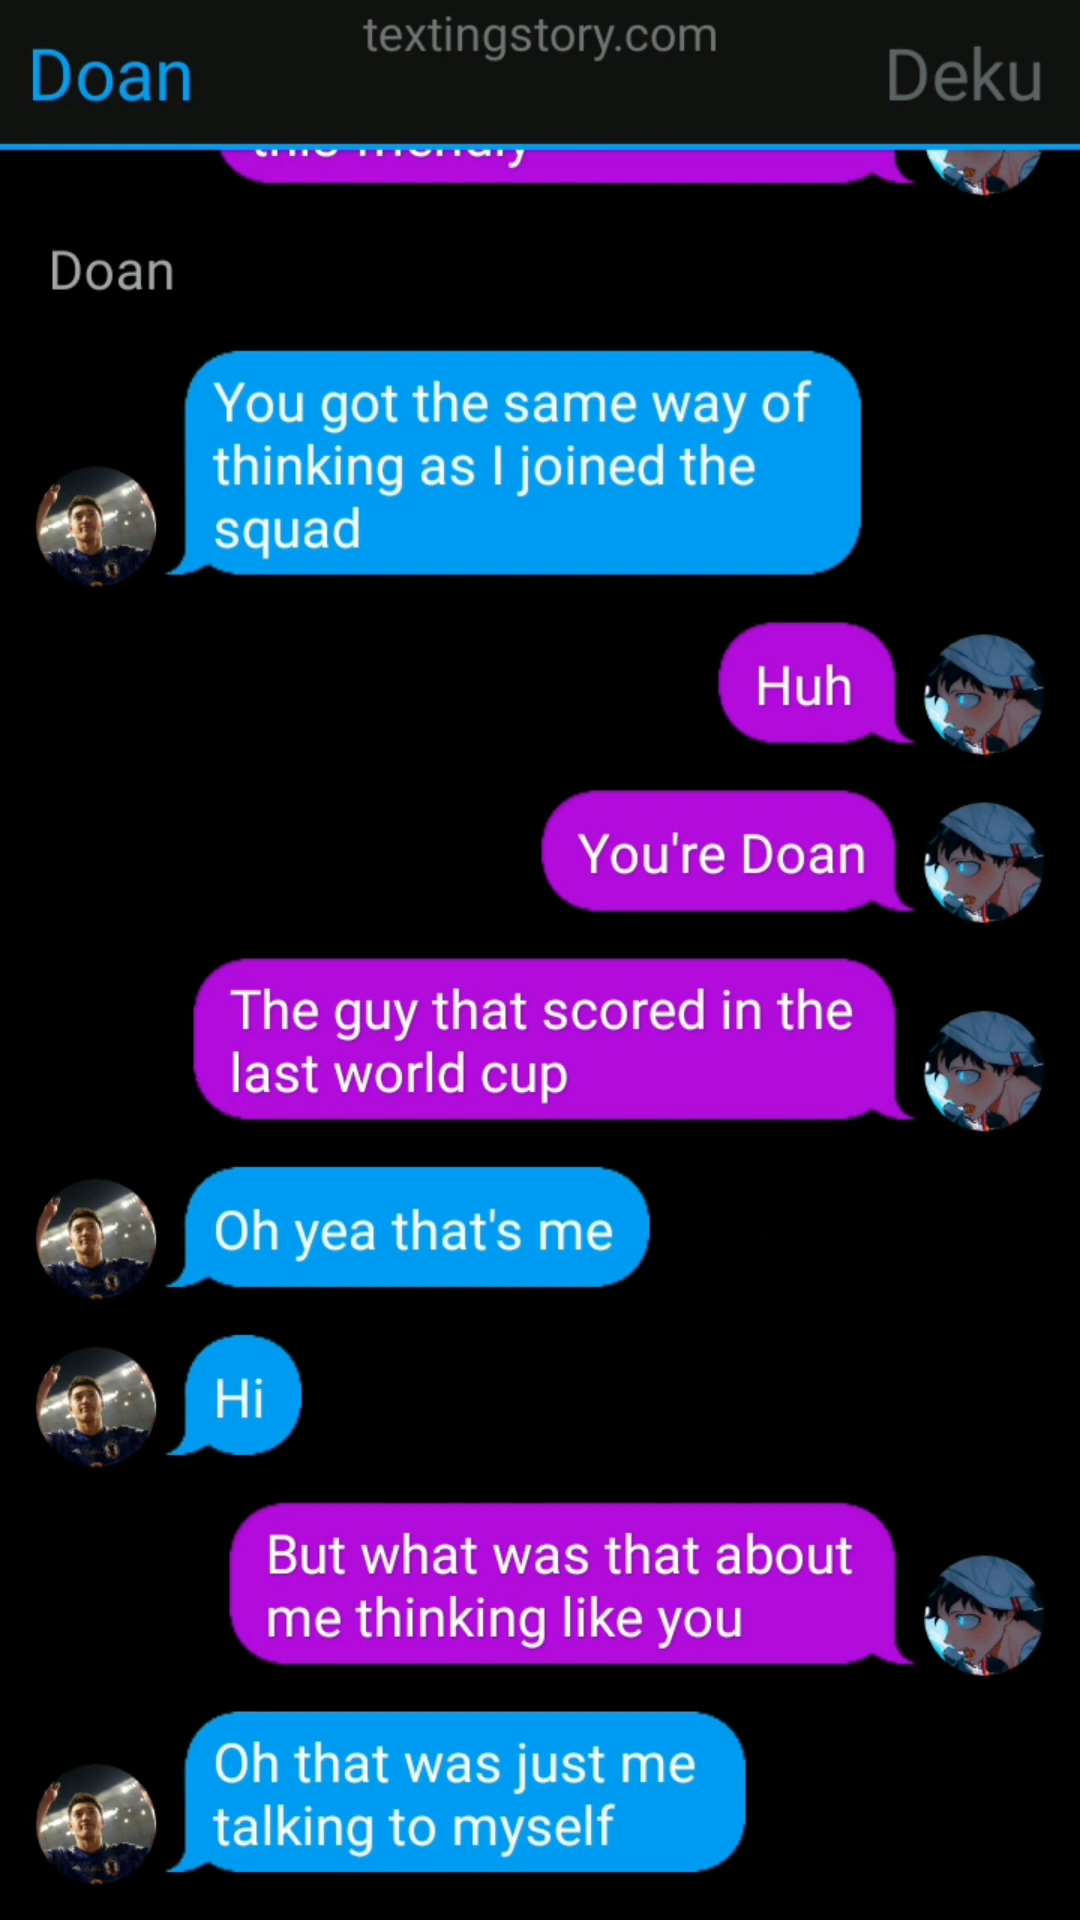 textingstory.com
Doan
Deku
this friendly
Doan
You got the same way of
thinking as I joined the
squad
Huh
You're Doan
The guy that scored in the
last world cup
Oh yea that's me
Hi
But what was that about
me thinking like you
Oh that was just me
talking to myself